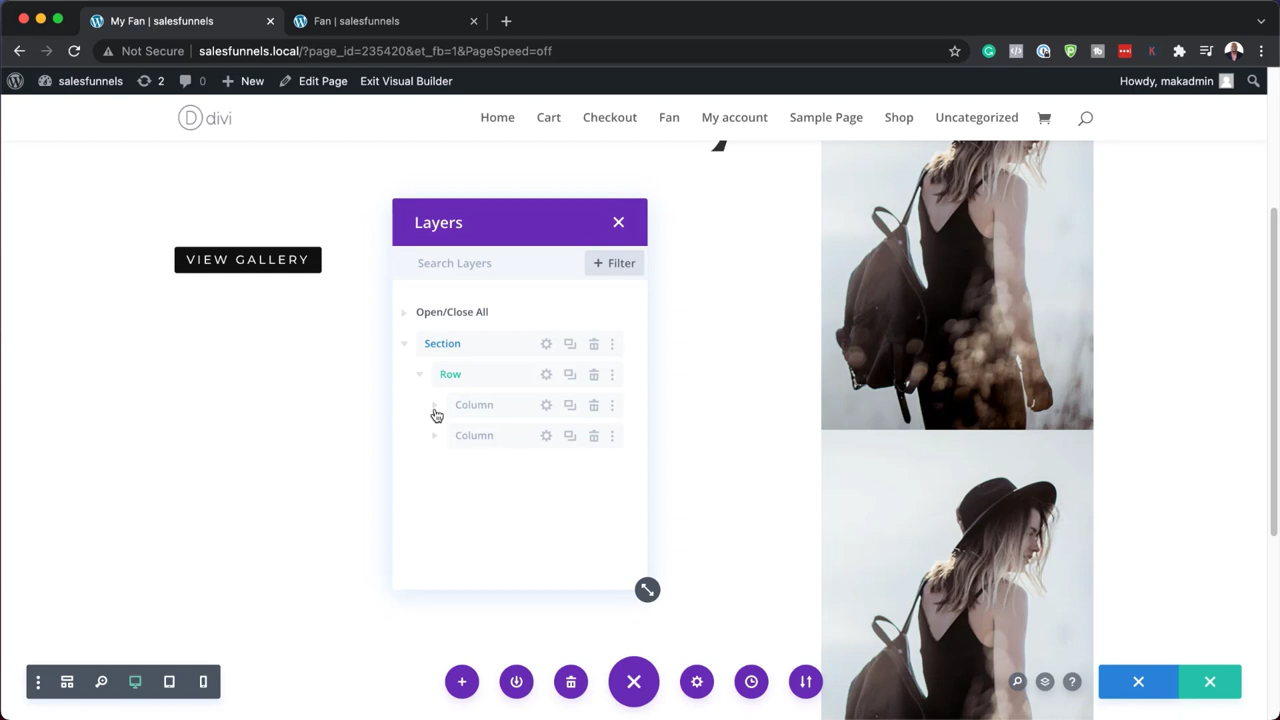 My Fan | salesfunnels
Fan | salesfunnels
Not Secure
salesfunnels.local/?page_id=235420&et_fb=1&PageSpeed=off
salesfunnels
2
0
New
Edit Page
Exit Visual Builder
Howdy, makadmin
D divi
Home
Cart
Checkout
Fan
My account
Sample Page
Shop
Uncategorized
VIEW GALLERY
Layers
Search Layers
+ Filter
Open/Close All
Section
Row
Column
Column